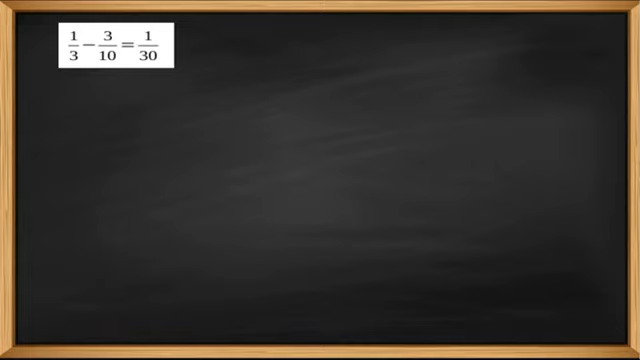 1/3 − 3/10 = 1/30